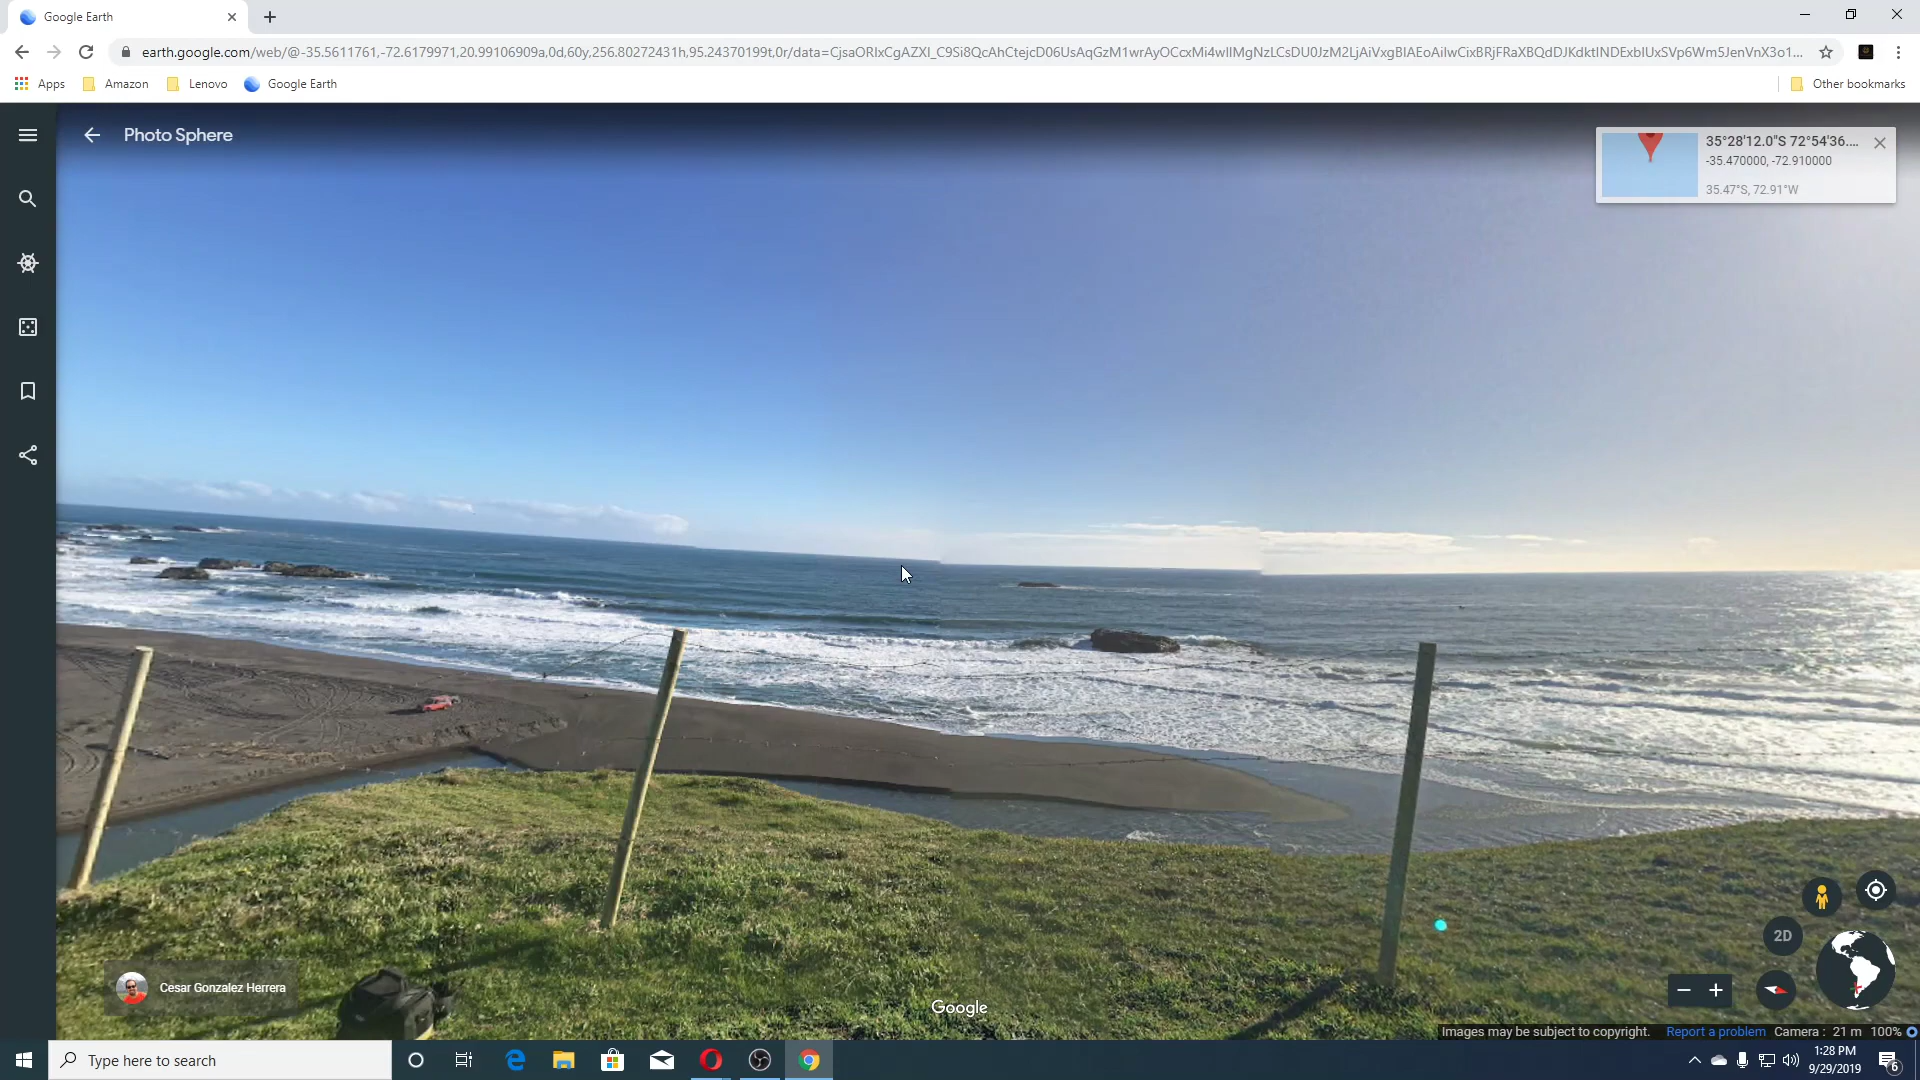 Google Earth
earth.google.com/web/@-35.5611761,-72.6179971,20.99106909a,0d,60y,256.80272431h,95.24370199t,0r/data=
Apps
Amazon
Lenovo
Google Earth
Other bookmarks
Photo Sphere
35°28'12.0"S 72°54'36....
-35.470000, -72.910000
35.47°S, 72.91°W
2D
Cesar Gonzalez Herrera
Google
Images may be subject to copyright. Report a problem Camera : 21 m 100%
Type here to search
1:28 PM
9/29/2019
6